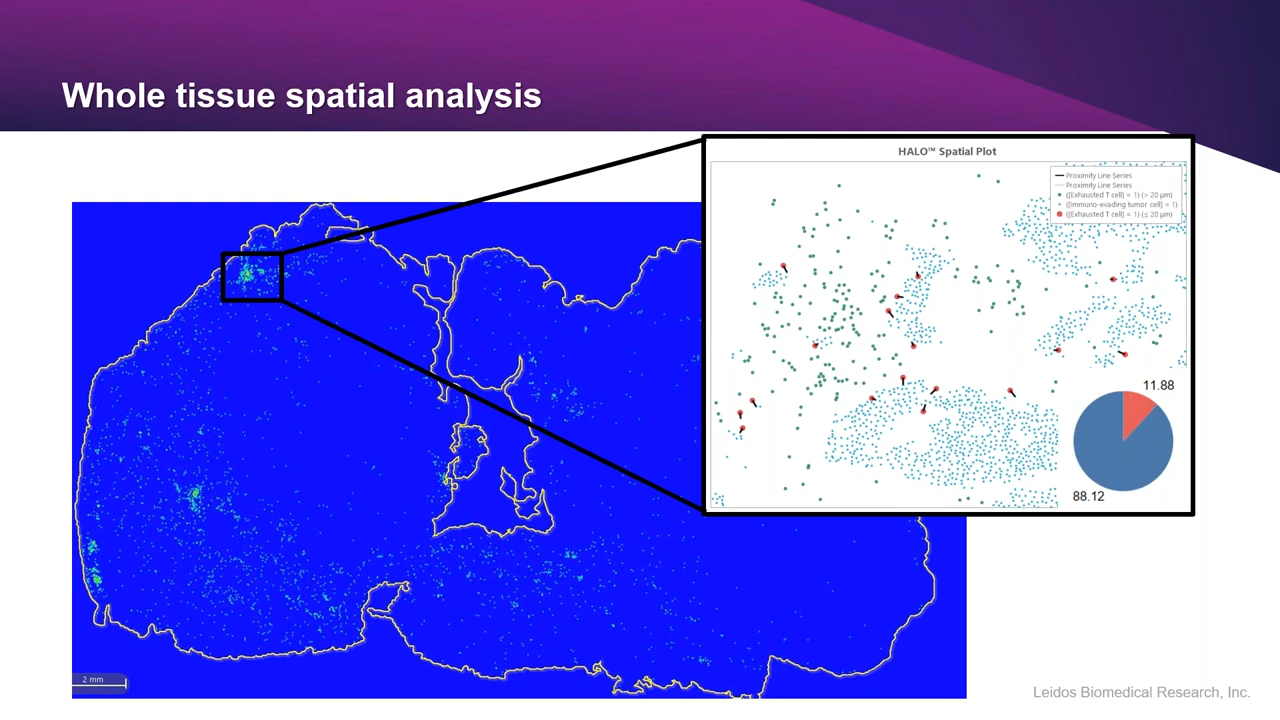 Whole tissue spatial analysis
HALO™ Spatial Plot
Proximity Line Series
Proximity Line Series
([Exhausted T cell] = 1) (> 20 µm)
([Immuno-evading tumor cell] = 1)
([Exhausted T cell] = 1) (≤ 20 µm)
11.88
88.12
2 mm
Leidos Biomedical Research, Inc.